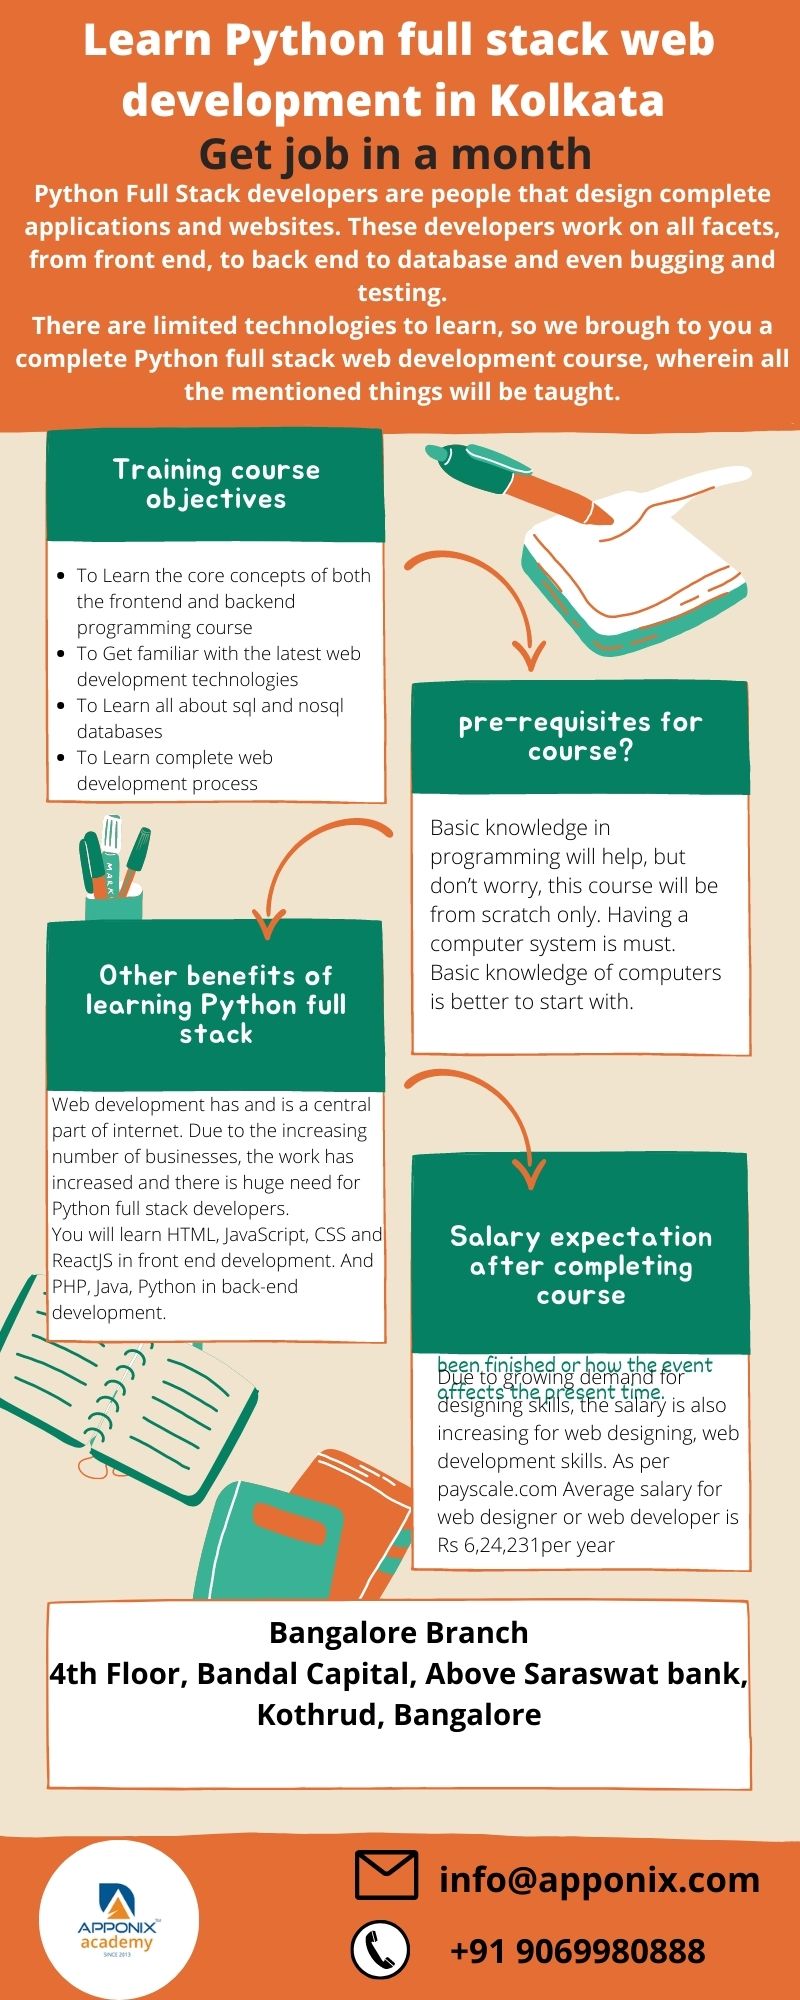 Learn Python full stack web
development in Kolkata
Get job in a month
Python Full Stack developers are people that design complete
applications and websites. These developers work on all facets,
from front end, to back end to database and even bugging and
testing.
There are limited technologies to learn, so we brough to you a
complete Python full stack web development course, wherein all
the mentioned things will be taught.
Training course
objectives
• To Learn the core concepts of both
the frontend and backend
programming course
• To Get familiar with the latest web
development technologies
• To Learn all about sql and nosql
databases
• To Learn complete web
development process
pre-requisites for
course?
Basic knowledge in
programming will help, but
don't worry, this course will be
from scratch only. Having a
computer system is must.
Basic knowledge of computers
is better to start with.
MARK
Other benefits of
learning Python full
stack
Web development has and is a central
part of internet. Due to the increasing
number of businesses, the work has
increased and there is huge need for
Python full stack developers.
You will learn HTML, JavaScript, CSS and
ReactJS in front end development. And
PHP, Java, Python in back-end
development.
Salary expectation
after completing
course
been finished or how the event
affects the present time.
Due to growing demand for
designing skills, the salary is also
increasing for web designing, web
development skills. As per
payscale.com Average salary for
web designer or web developer is
Rs 6,24,231per year
Bangalore Branch
4th Floor, Bandal Capital, Above Saraswat bank,
Kothrud, Bangalore
APPONIX™
academy
SINCE 2013
info@apponix.com
+91 9069980888